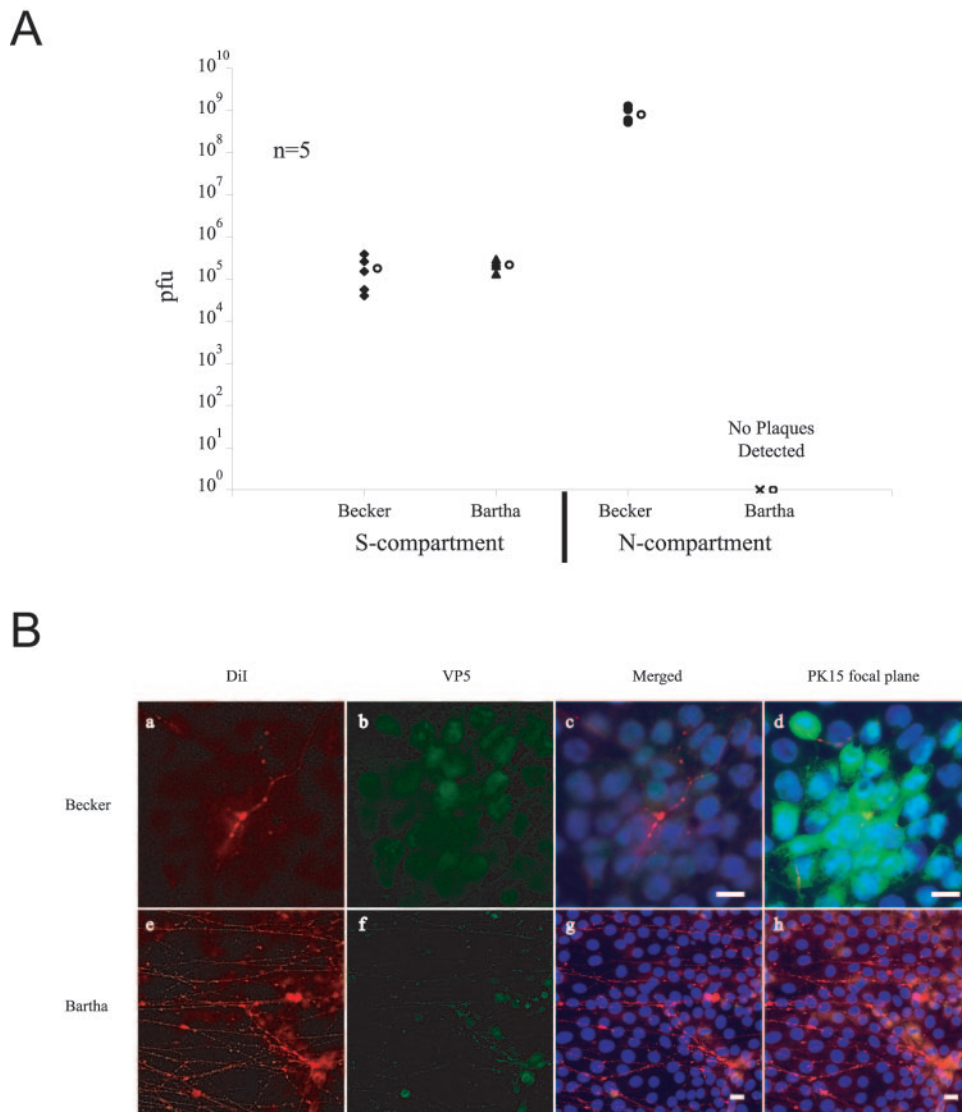 A
10^10
10^9
10^8
10^7
10^6
10^5
10^4
10^3
10^2
10^1
10^0
pfu
n=5
No Plaques
Detected
Becker Bartha Becker Bartha
S-compartment N-compartment
B
DiI VP5 Merged PK15 focal plane
a b c d
Becker
e f g h
Bartha